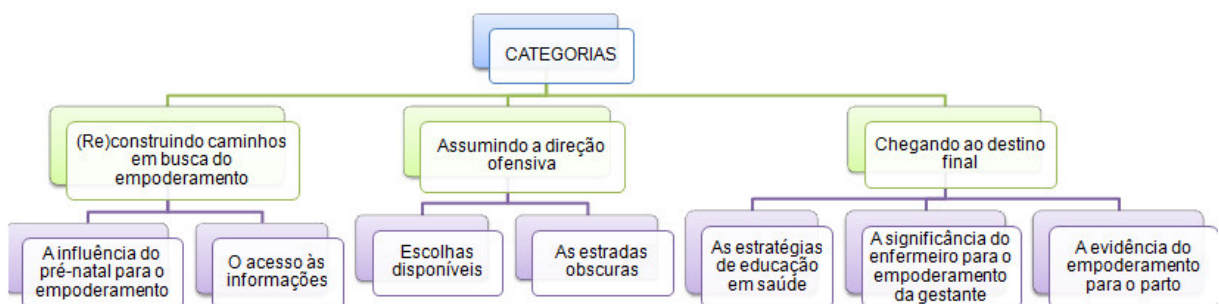 CATEGORIAS
(Re)construindo caminhos
em busca do
empoderamento
Assumindo a direção
ofensiva
Chegando ao destino
final
A influência do
pré-natal para o
empoderamento
O acesso às
informações
Escolhas
disponíveis
As estradas
obscuras
As estratégias
de educação
em saúde
A significância do
enfermeiro para o
empoderamento
da gestante
A evidência do
empoderamento
para o parto